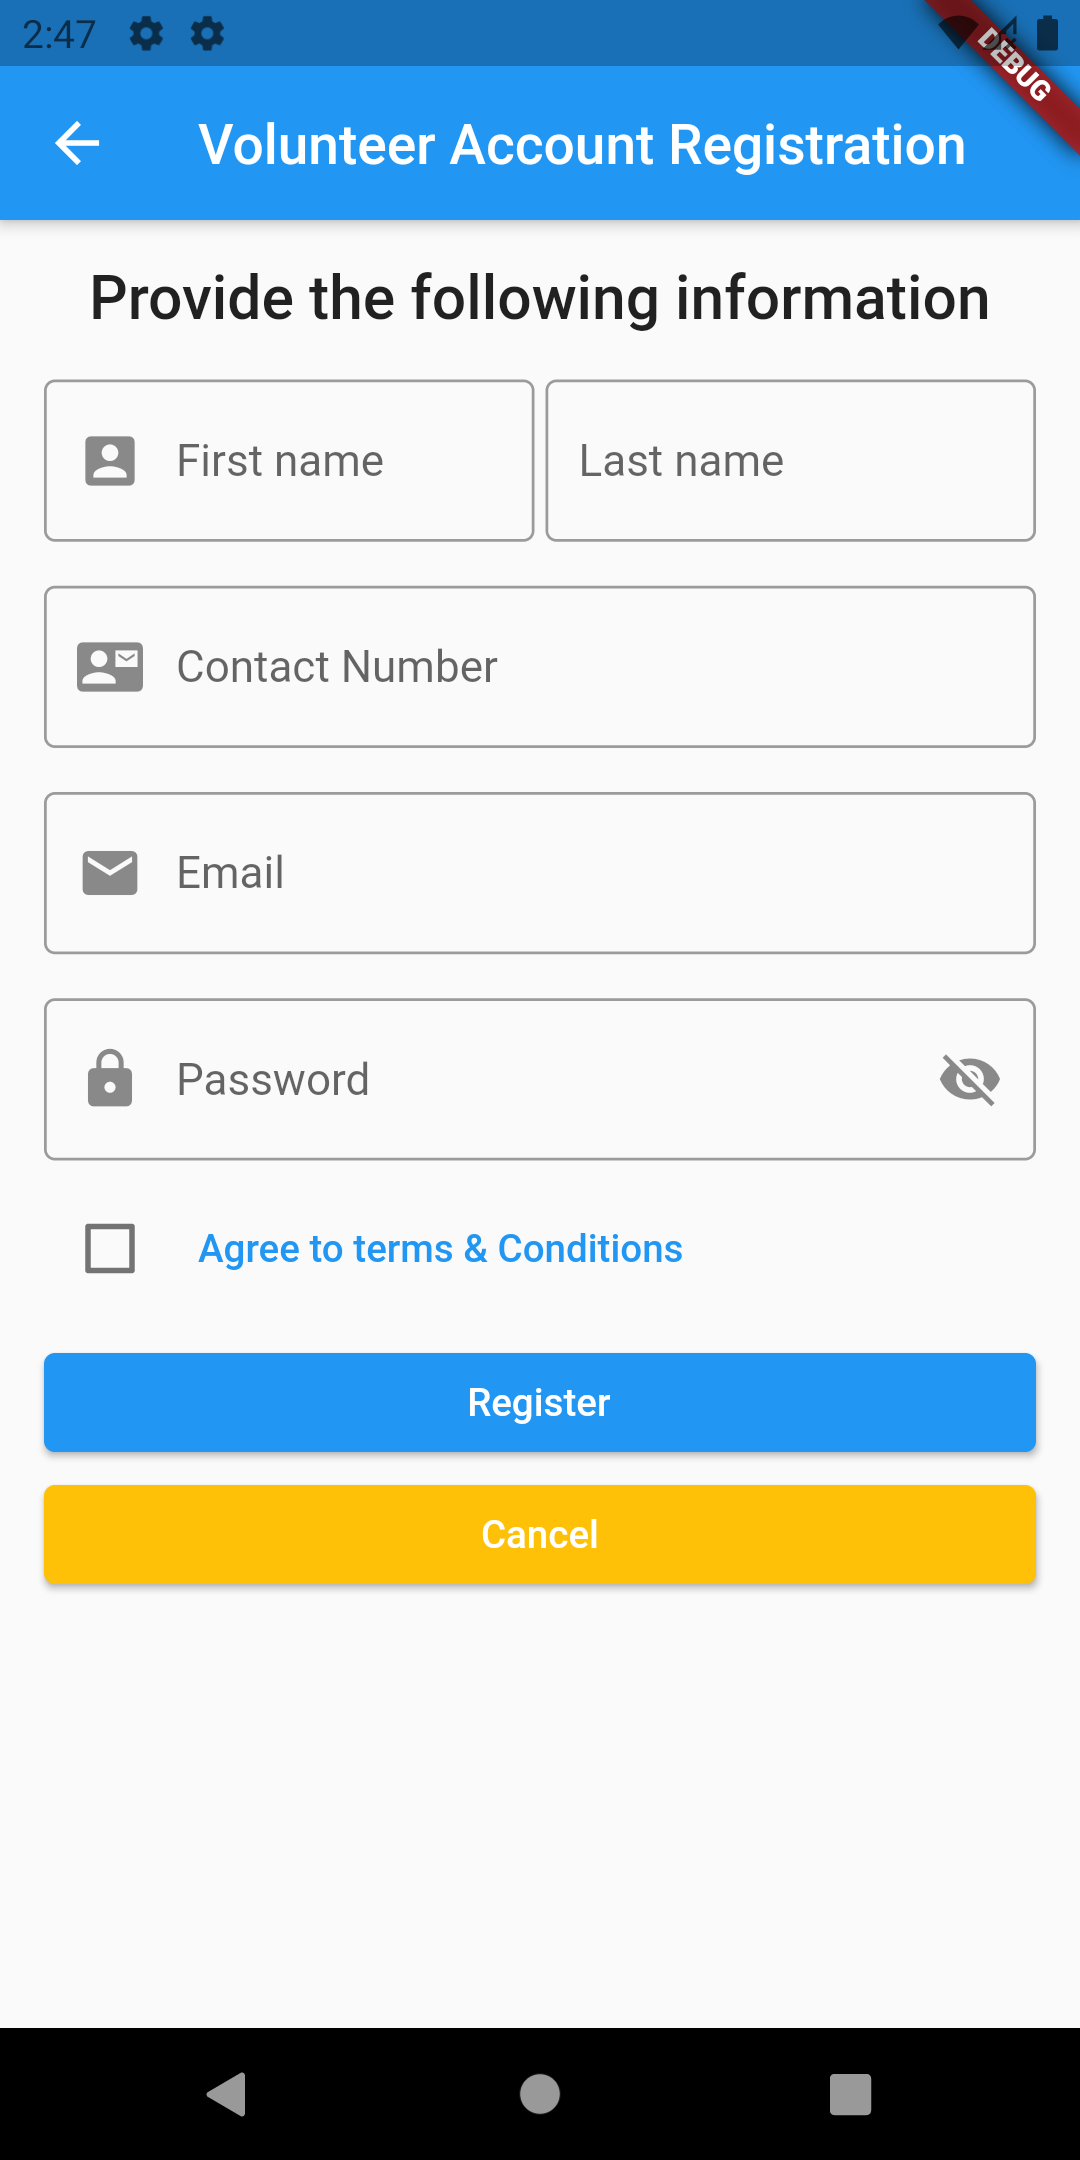 2:47
DEBUG
Volunteer Account Registration
Provide the following information
First name
Last name
Contact Number
Email
Password
Agree to terms & Conditions
Register
Cancel